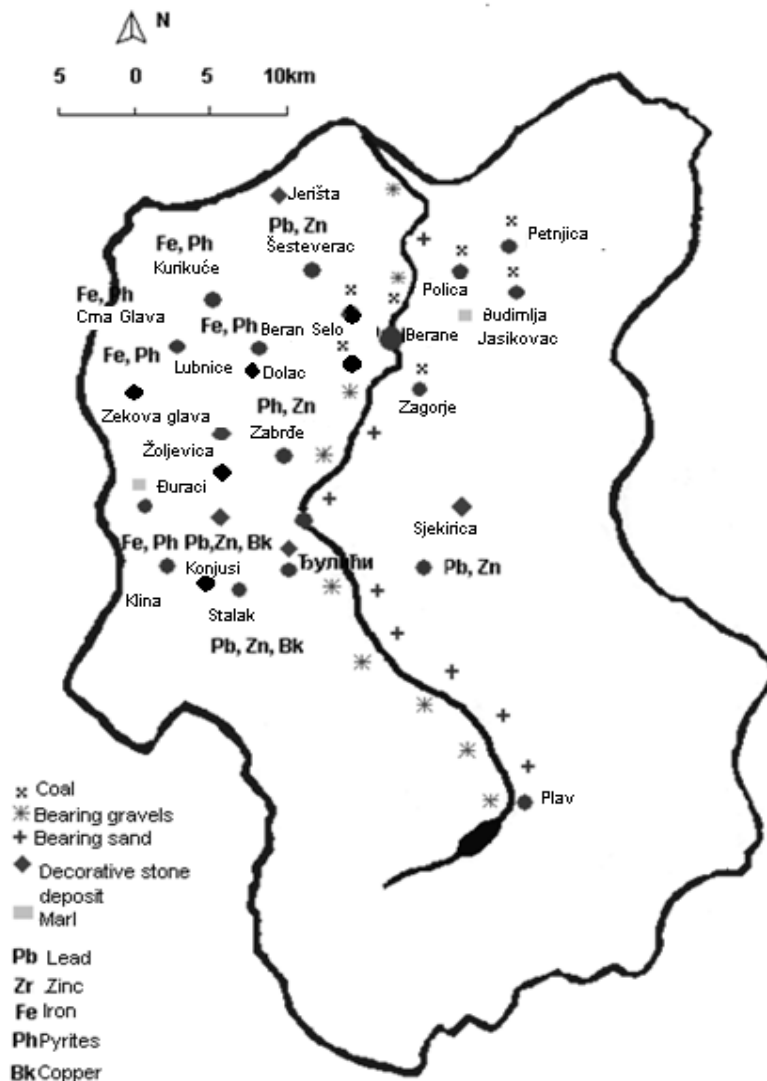 N
5 0 5 10km
Jerišta
Pb, Zn
Šesteverac
Fe, Ph
Kurikuće
Petnjica
Polica
Fe, Ph
Crna Glava
Fe, Ph
Beran Selo
Berane
Budimlja
Jasikovac
Fe, Ph
Lubnice
Dolac
Zagorje
Zekova glava
Ph, Zn
Zabrđe
Žoljevica
Đuraci
Sjekirica
Fe, Ph
Pb,Zn, Bk
Ђулићи
Pb, Zn
Konjusi
Klina
Stalak
Pb, Zn, Bk
Plav
Coal
Bearing gravels
Bearing sand
Decorative stone
deposit
Marl
Pb Lead
Zr Zinc
Fe Iron
Ph Pyrites
Bk Copper